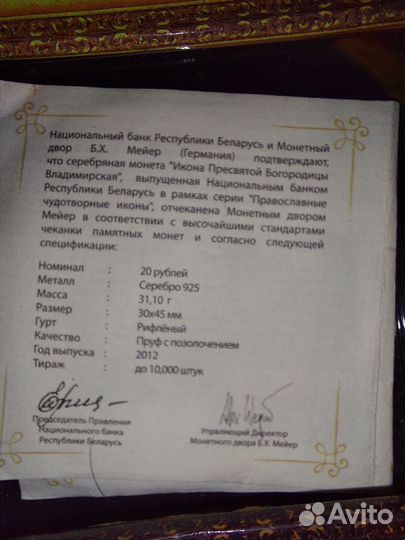 Национальный банк Республики Беларусь и Монетный
двор Б.Х. Мейер (Германия) подтверждают,
что серебряная монета "Икона Пресвятой Богородицы
Владимирская", выпущенная Национальным банком
Республики Беларусь в рамках серии "Православные
чудотворные иконы", отчеканена Монетным двором
Мейер в соответствии с высочайшими стандартами
чеканки памятных монет и согласно следующей
спецификации:
Номинал : 20 рублей
Металл : Серебро 925
Масса : 31,10 г
Размер : 30х45 мм
Гурт : Рифлёный
Качество : Пруф с позолочением
Год выпуска : 2012
Тираж : до 10,000 штук
Председатель Правления
Национального банка
Республики Беларусь
Управляющий Директор
Монетного двора Б.Х. Мейер
Avito